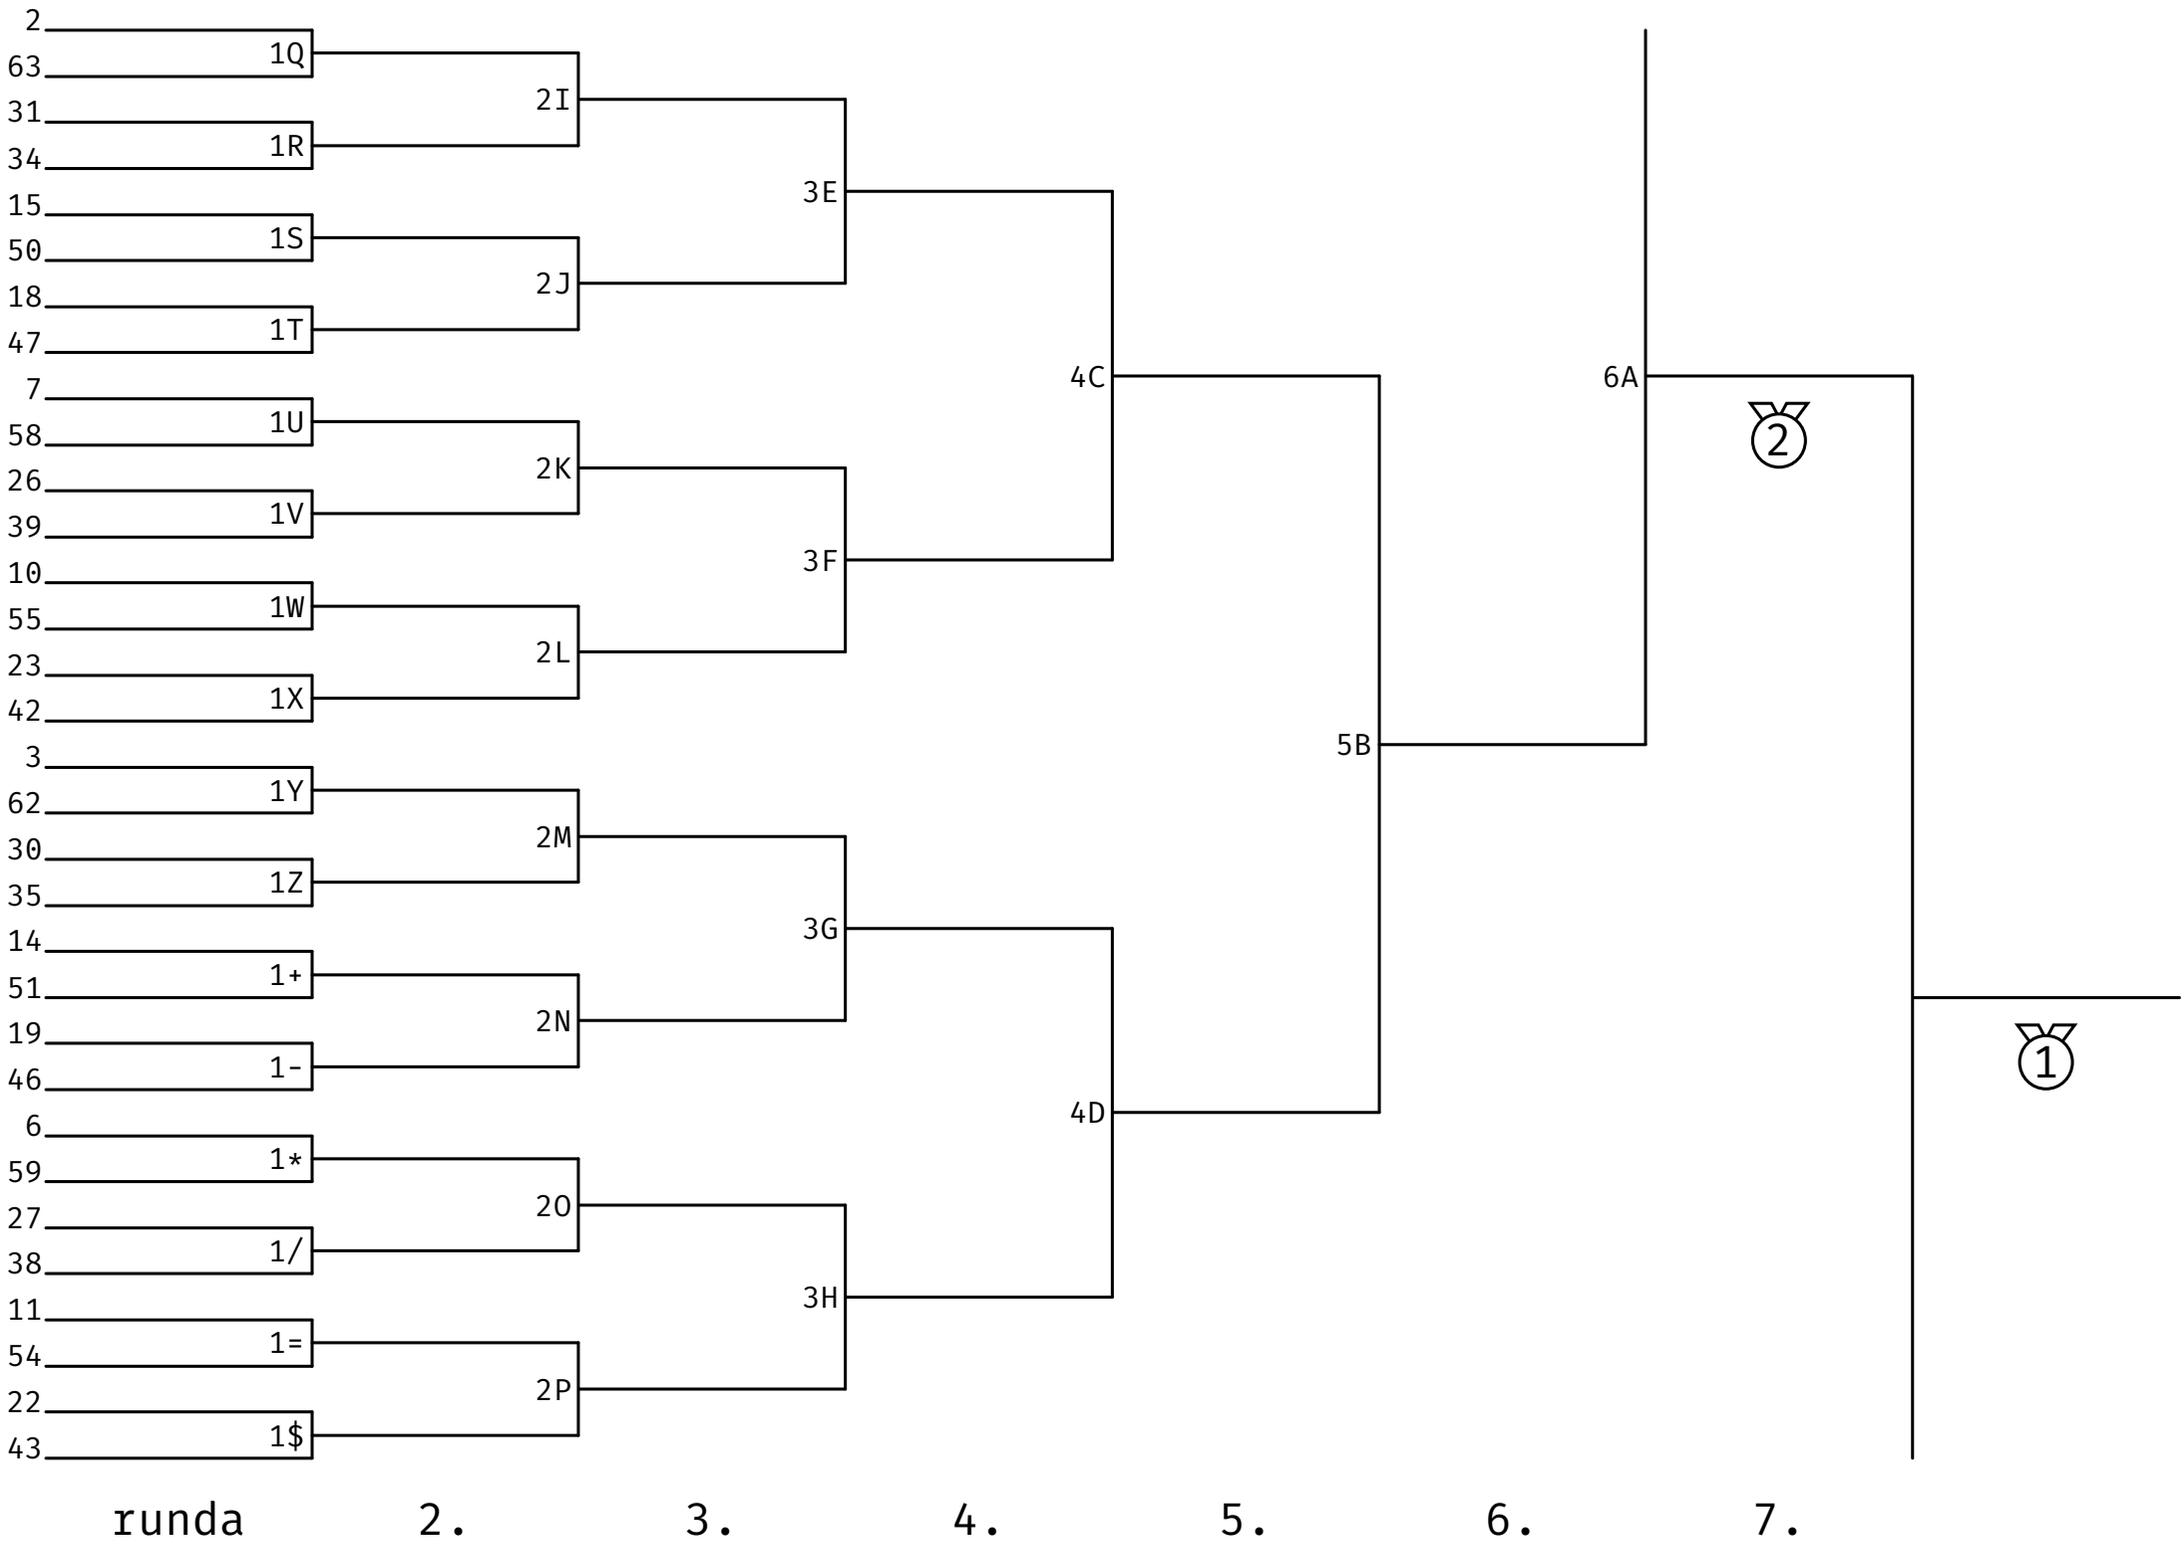 2
1Q
63
2I
31
1R
34
3E
15
1S
50
2J
18
1T
47
4C
6A
7
1U
58
2
2K
26
1V
39
3F
10
1W
55
2L
23
1X
42
5B
3
1Y
62
2M
30
1Z
35
3G
14
1+
51
2N
19
1-
46
1
4D
6
1*
59
2O
27
1/
38
3H
11
1=
54
2P
22
1$
43
runda 2. 3. 4. 5. 6. 7.